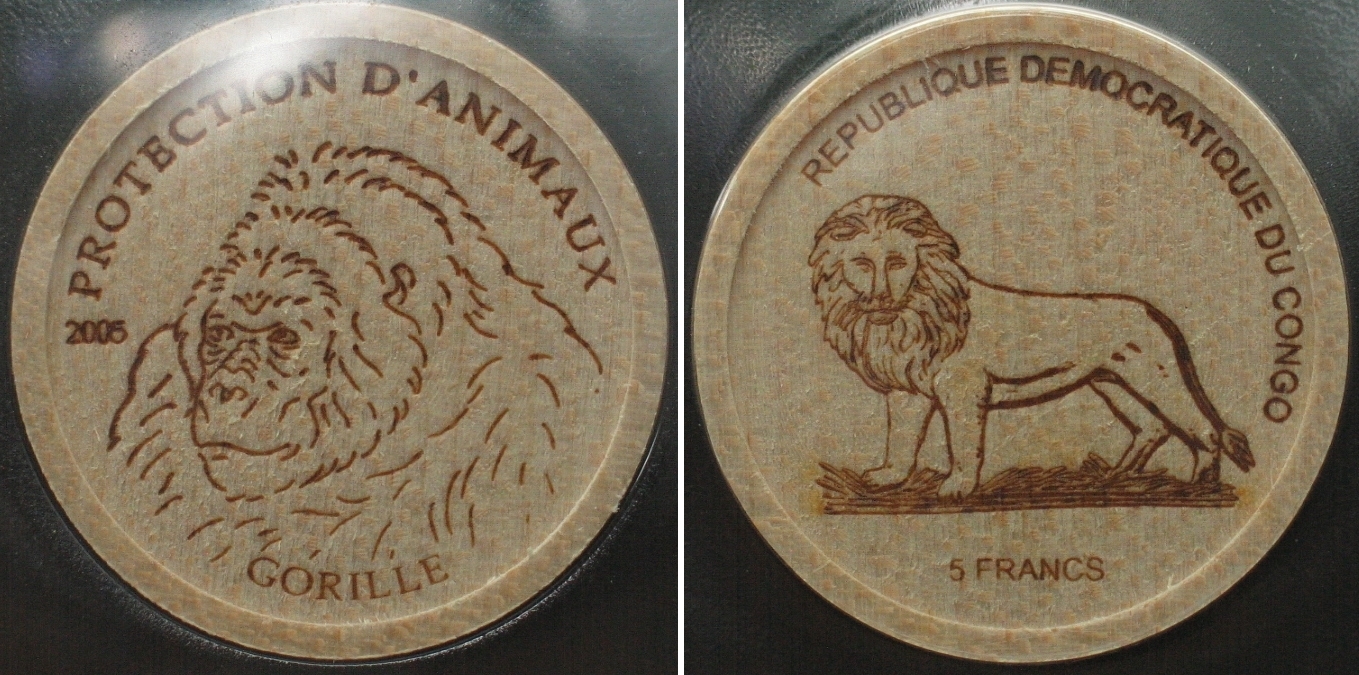 PROTECTION D'ANIMAUX
2005
GORILLE
REPUBLIQUE DEMOCRATIQUE DU CONGO
5 FRANCS